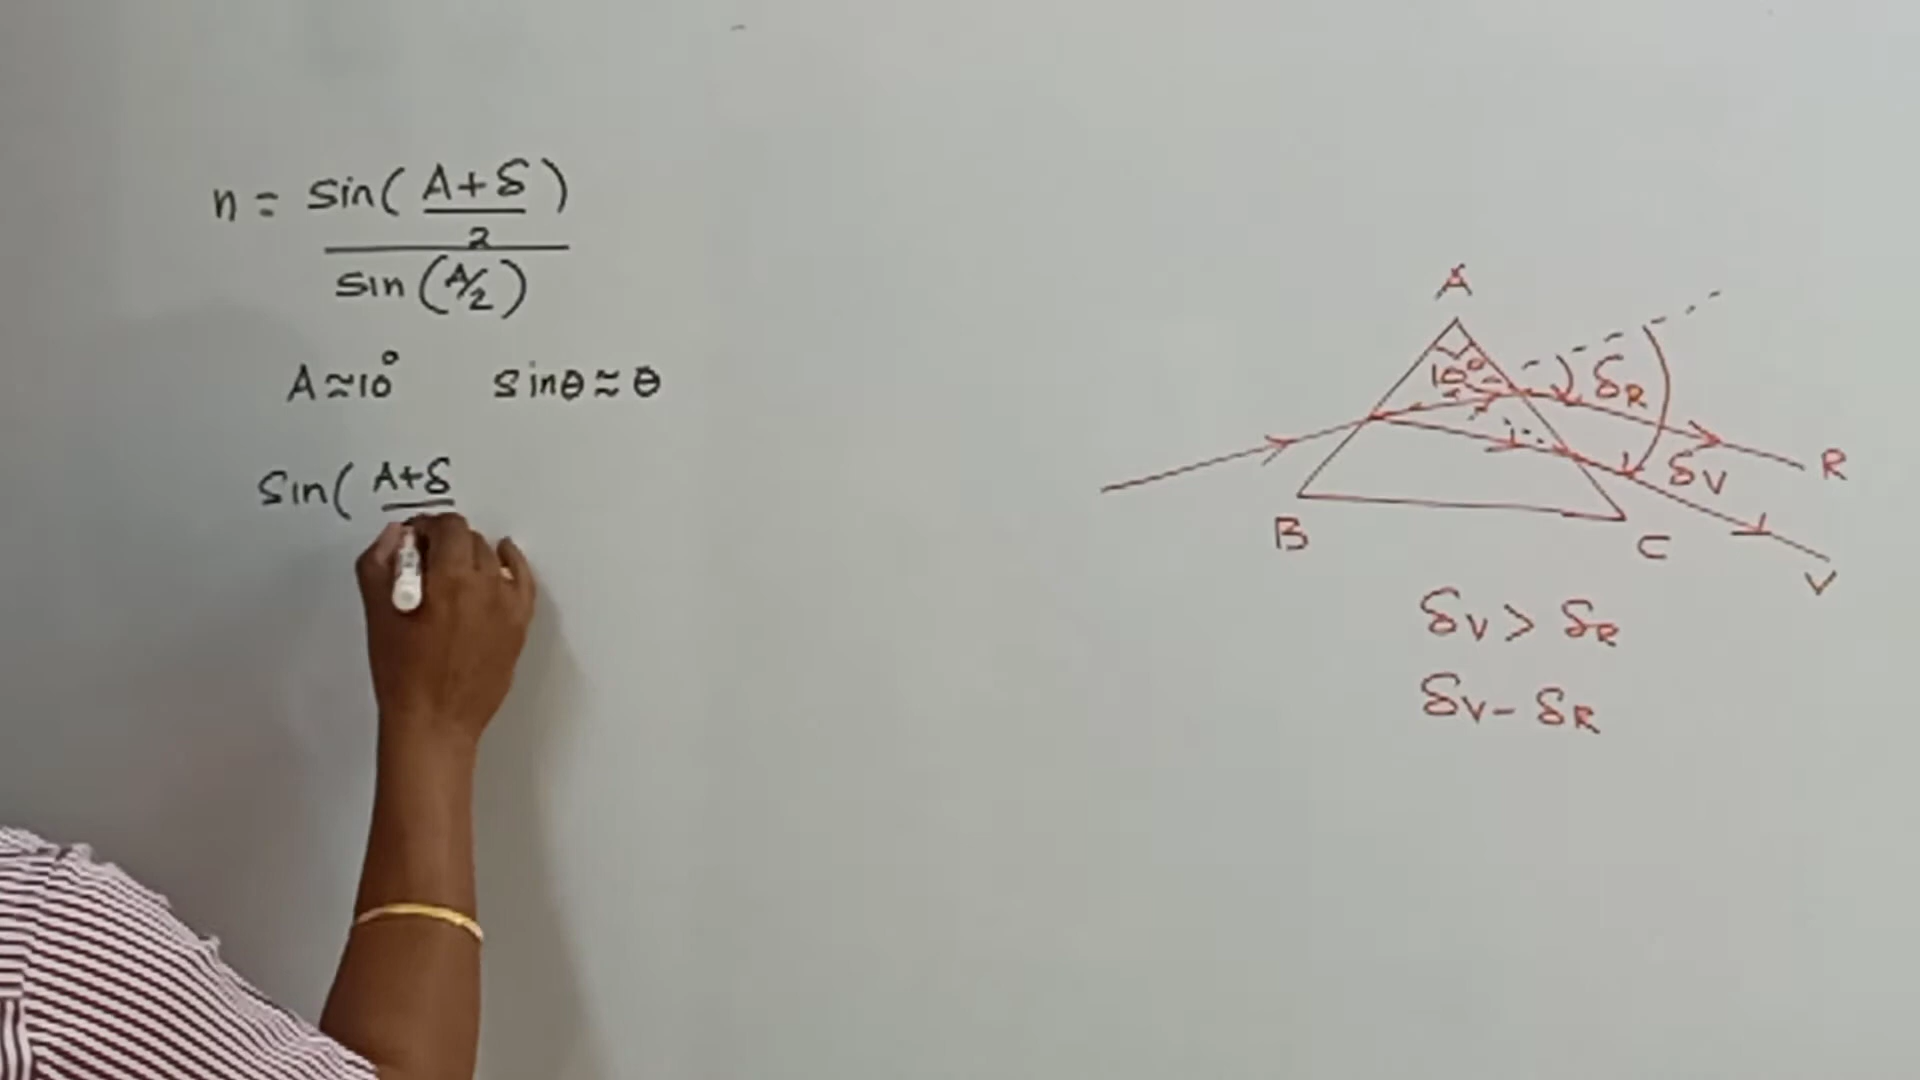 n = sin( A+δ / 2 ) / sin (A/2)
A≈10° sinθ≈θ
Sin( A+δ
A
10°
δR
R
δV
B
C
V
δV > δR
δV - δR